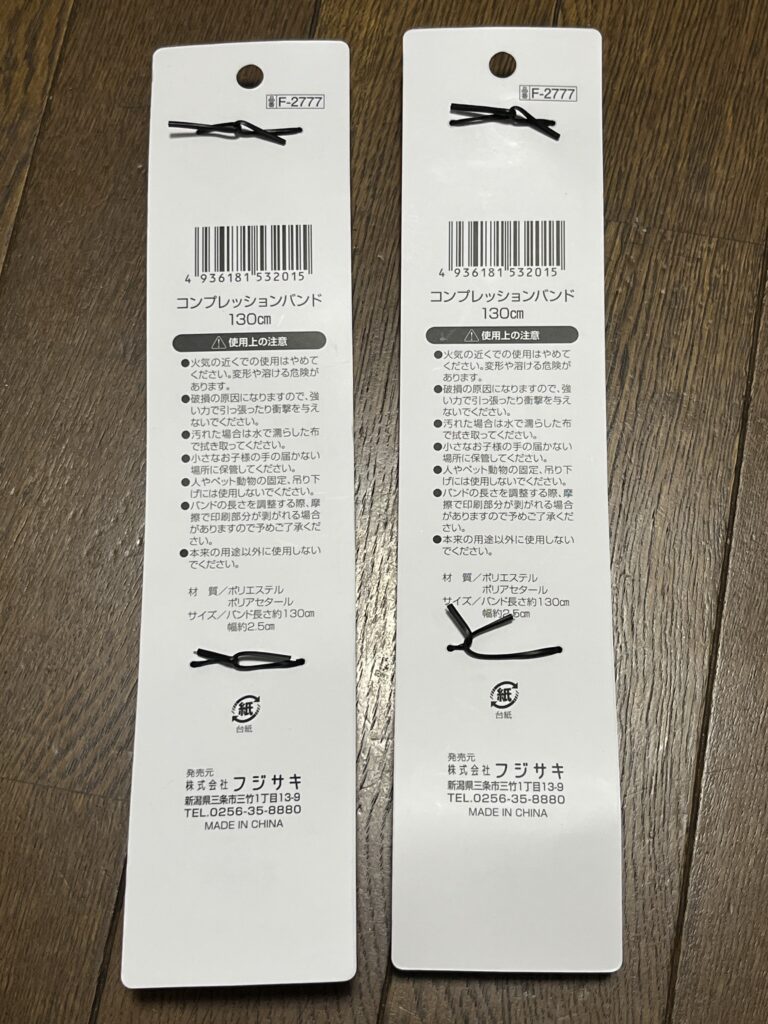 品番 F-2777
4 936181 532015
コンプレッションバンド
130cm
⚠使用上の注意
●火気の近くでの使用はやめて
ください。変形や溶ける危険が
あります。
●破損の原因になりますので、強
い力で引っ張ったり衝撃を与え
ないでください。
●汚れた場合は水で濡らした布
で拭き取ってください。
●小さなお子様の手の届かない
場所に保管してください。
●人やペット動物の固定、吊り下
げには使用しないでください。
●バンドの長さを調整する際、摩
擦で印刷部分が剥がれる場合
がありますので予めご了承くだ
さい。
●本来の用途以外に使用しない
でください。
材 質／ポリエステル
ポリアセタール
サイズ／バンド長さ約130cm
幅約2.5cm
紙
台紙
発売元
株式会社 フジサキ
新潟県三条市三竹1丁目13-9
TEL.0256-35-8880
MADE IN CHINA
品番 F-2777
4 936181 532015
コンプレッションバンド
130cm
⚠使用上の注意
●火気の近くでの使用はやめて
ください。変形や溶ける危険が
あります。
●破損の原因になりますので、強
い力で引っ張ったり衝撃を与え
ないでください。
●汚れた場合は水で濡らした布
で拭き取ってください。
●小さなお子様の手の届かない
場所に保管してください。
●人やペット動物の固定、吊り下
げには使用しないでください。
●バンドの長さを調整する際、摩
擦で印刷部分が剥がれる場合
がありますので予めご了承くだ
さい。
●本来の用途以外に使用しない
でください。
材 質／ポリエステル
ポリアセタール
サイズ／バンド長さ約130cm
幅約2.5cm
紙
台紙
発売元
株式会社 フジサキ
新潟県三条市三竹1丁目13-9
TEL.0256-35-8880
MADE IN CHINA